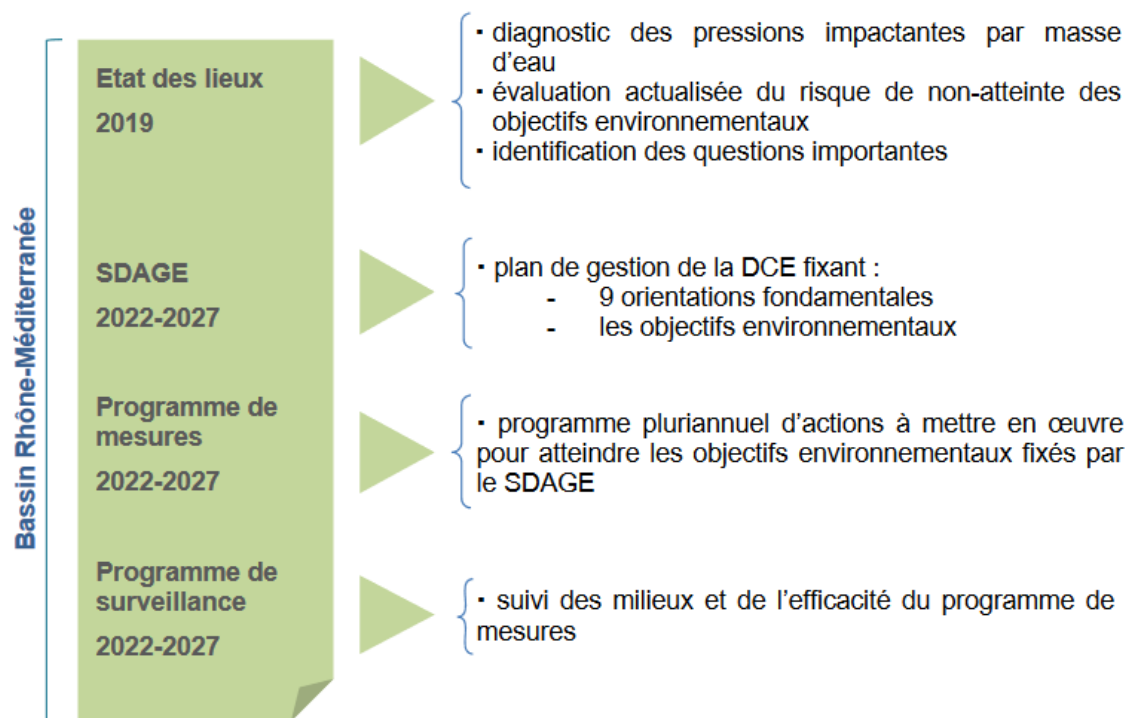 Bassin Rhône-Méditerranée
Etat des lieux
2019
▪ diagnostic des pressions impactantes par masse
d’eau
▪ évaluation actualisée du risque de non-atteinte des
objectifs environnementaux
▪ identification des questions importantes
SDAGE
2022-2027
▪ plan de gestion de la DCE fixant :
- 9 orientations fondamentales
- les objectifs environnementaux
Programme de
mesures
2022-2027
▪ programme pluriannuel d’actions à mettre en œuvre
pour atteindre les objectifs environnementaux fixés par
le SDAGE
Programme de
surveillance
2022-2027
▪ suivi des milieux et de l’efficacité du programme de
mesures